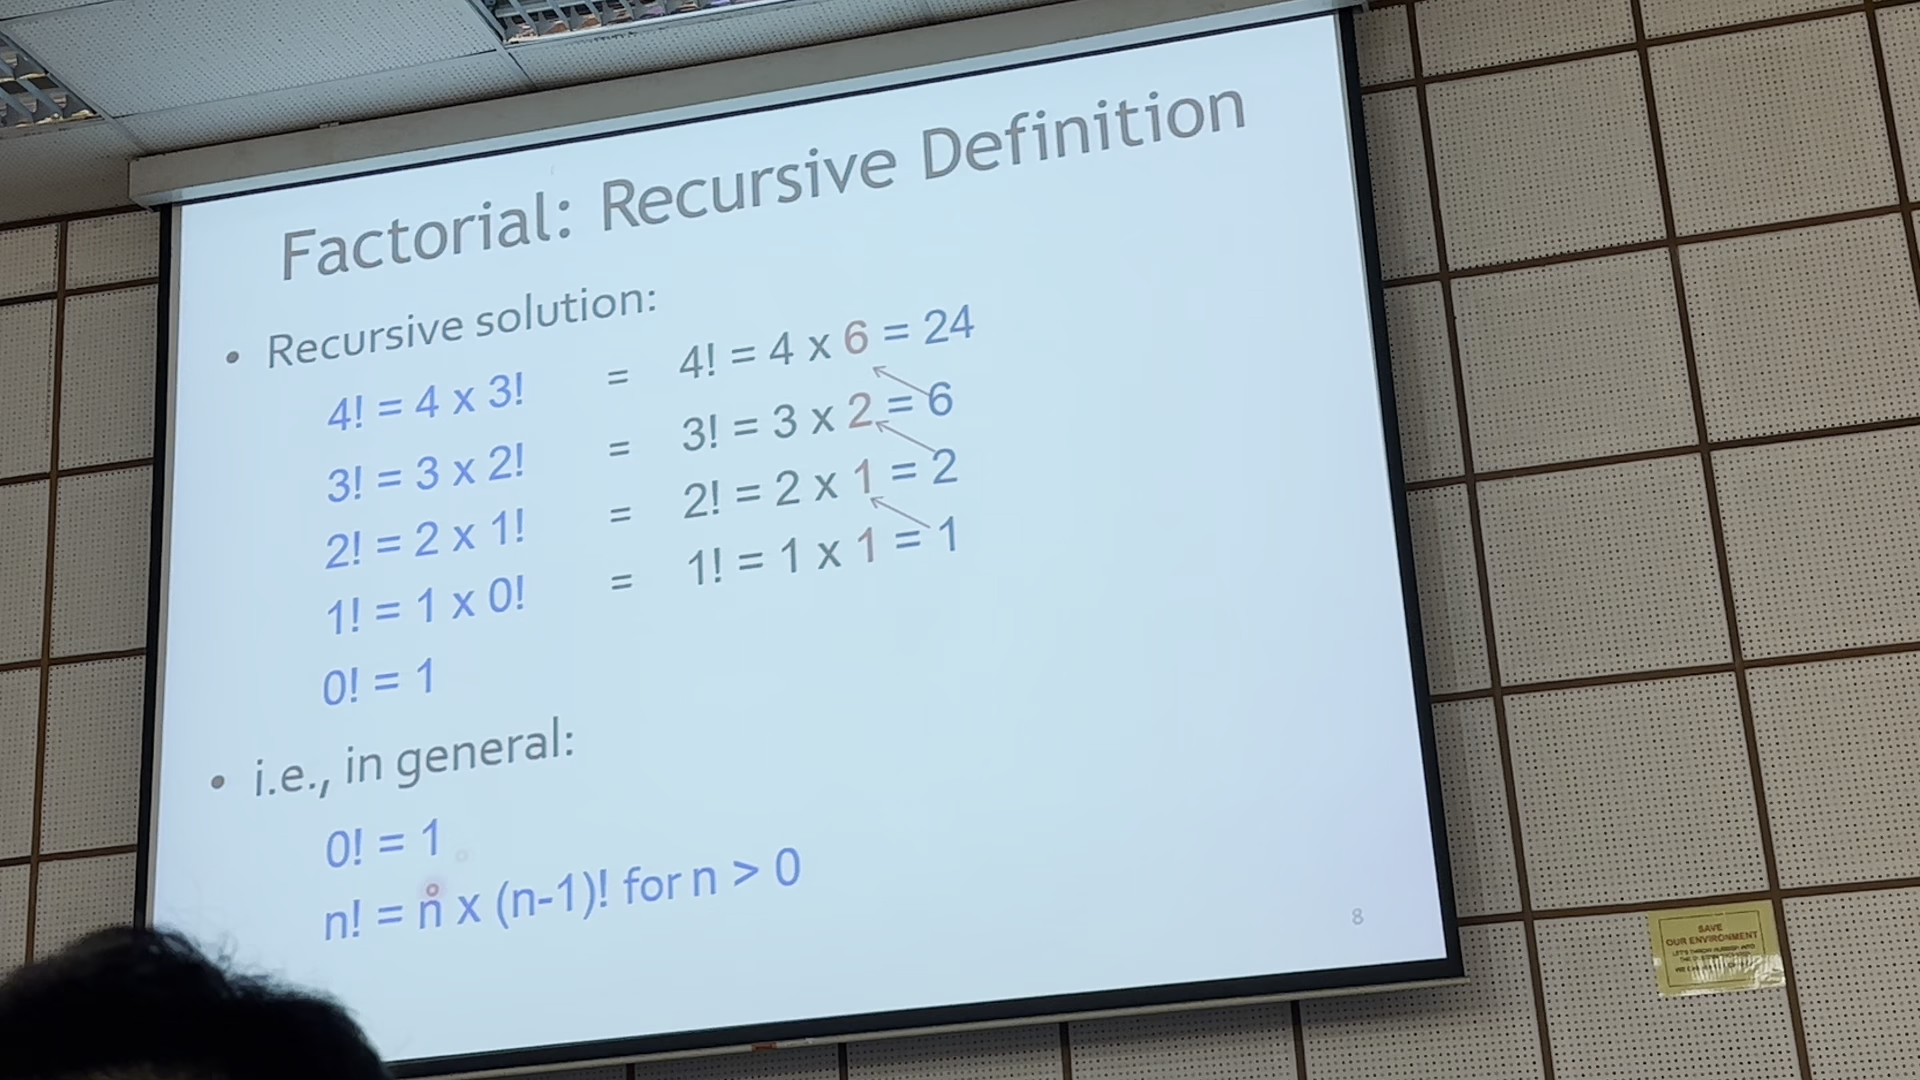 Factorial: Recursive Definition
• Recursive solution:
4! = 4 x 3! = 4! = 4 x 6 = 24
3! = 3 x 2! = 3! = 3 x 2 = 6
2! = 2 x 1! = 2! = 2 x 1 = 2
1! = 1 x 0! = 1! = 1 x 1 = 1
0! = 1
• i.e., in general:
0! = 1
n! = n x (n-1)! for n > 0
8
SAVE
OUR ENVIRONMENT